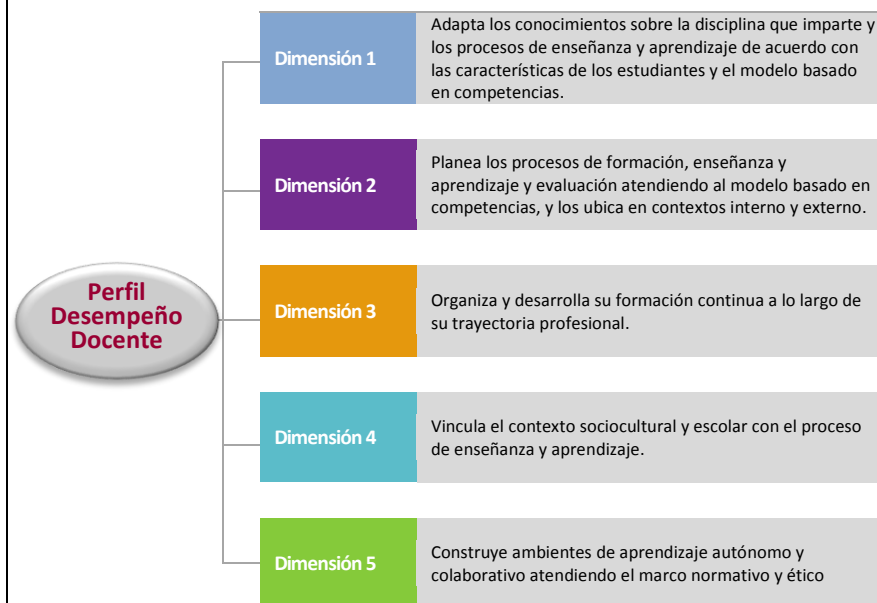 Perfil
Desempeño
Docente
Dimensión 1
Adapta los conocimientos sobre la disciplina que imparte y
los procesos de enseñanza y aprendizaje de acuerdo con
las características de los estudiantes y el modelo basado
en competencias.
Dimensión 2
Planea los procesos de formación, enseñanza y
aprendizaje y evaluación atendiendo al modelo basado en
competencias, y los ubica en contextos interno y externo.
Dimensión 3
Organiza y desarrolla su formación continua a lo largo de
su trayectoria profesional.
Dimensión 4
Vincula el contexto sociocultural y escolar con el proceso
de enseñanza y aprendizaje.
Dimensión 5
Construye ambientes de aprendizaje autónomo y
colaborativo atendiendo el marco normativo y ético